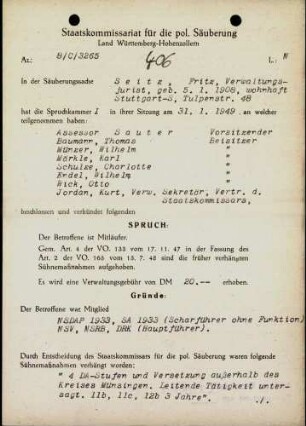 Staatskommissariat für die pol. Säuberung
Land Württemberg-Hohenzollern
Az.: 8/C/3265 L: W
406
In der Säuberungssache Seitz, Fritz, Verwaltungs-
jurist, geb. 5.1.1908, wohnhaft
Stuttgart-S, Tulpenstr. 48
hat die Spruchkammer I in ihrer Sitzung am 31.1.1949, an welcher
teilgenommen haben:
Assessor Sauter Vorsitzender
Baumann, Thomas Beisitzer
Münzer, Wilhelm "
Märkle, Karl "
Schulze, Charlotte "
Erdel, Wilhelm "
Wick, Otto "
Jordan, Kurt, Verw. Sekretär, Vertr. d.
Staatskommissars,
beschlossen und verkündet folgenden
SPRUCH:
Der Betroffene ist Mitläufer.
Gem. Art. 4 der VO. 133 vom 17. 11. 47 in der Fassung des
Art. 2 der VO. 165 vom 13. 7. 48 sind die früher verhängten
Sühnemaßnahmen aufgehoben.
Es wird eine Verwaltungsgebühr von DM 20.-- erhoben.
Gründe:
Der Betroffene war Mitglied
NSDAP 1933, SA 1933 (Scharführer ohne Funktion)
NSV, NSRB, DRK (Hauptführer).
Durch Entscheidung des Staatskommissars für die pol. Säuberung waren folgende
Sühnemaßnahmen verhängt worden:
" 4 DA-Stufen und Versetzung außerhalb des
Kreises Münsingen. Leitende Tätigkeit unter-
sagt. 11b, 11c, 12b 3 Jahre".
./.